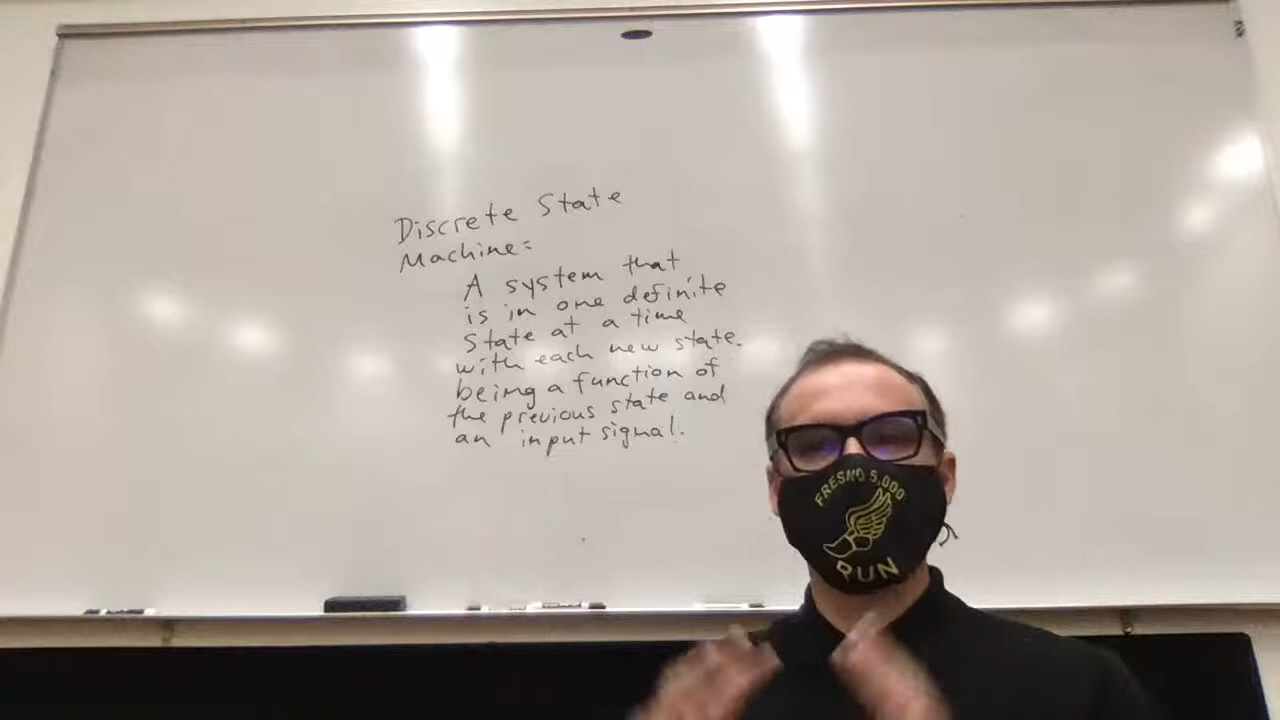 Discrete State
Machine:
A system that
is in one definite
state at a time
with each new state.
being a function of
the previous state and
an input signal.
FRESNO 5,000
RUN